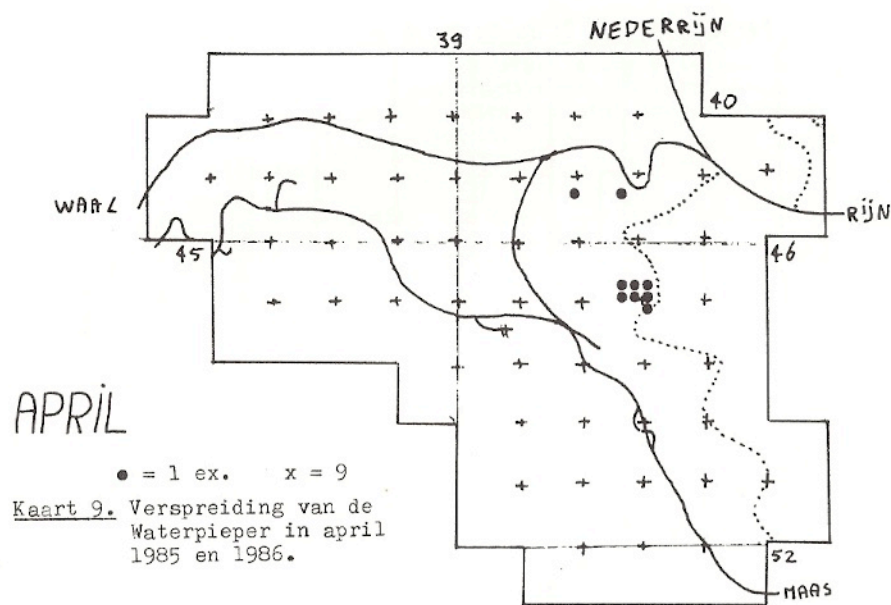 39
NEDERRIJN
40
WAAL
RIJN
45
46
APRIL
● = 1 ex. x = 9
Kaart 9. Verspreiding van de
Waterpieper in april
1985 en 1986.
52
MAAS